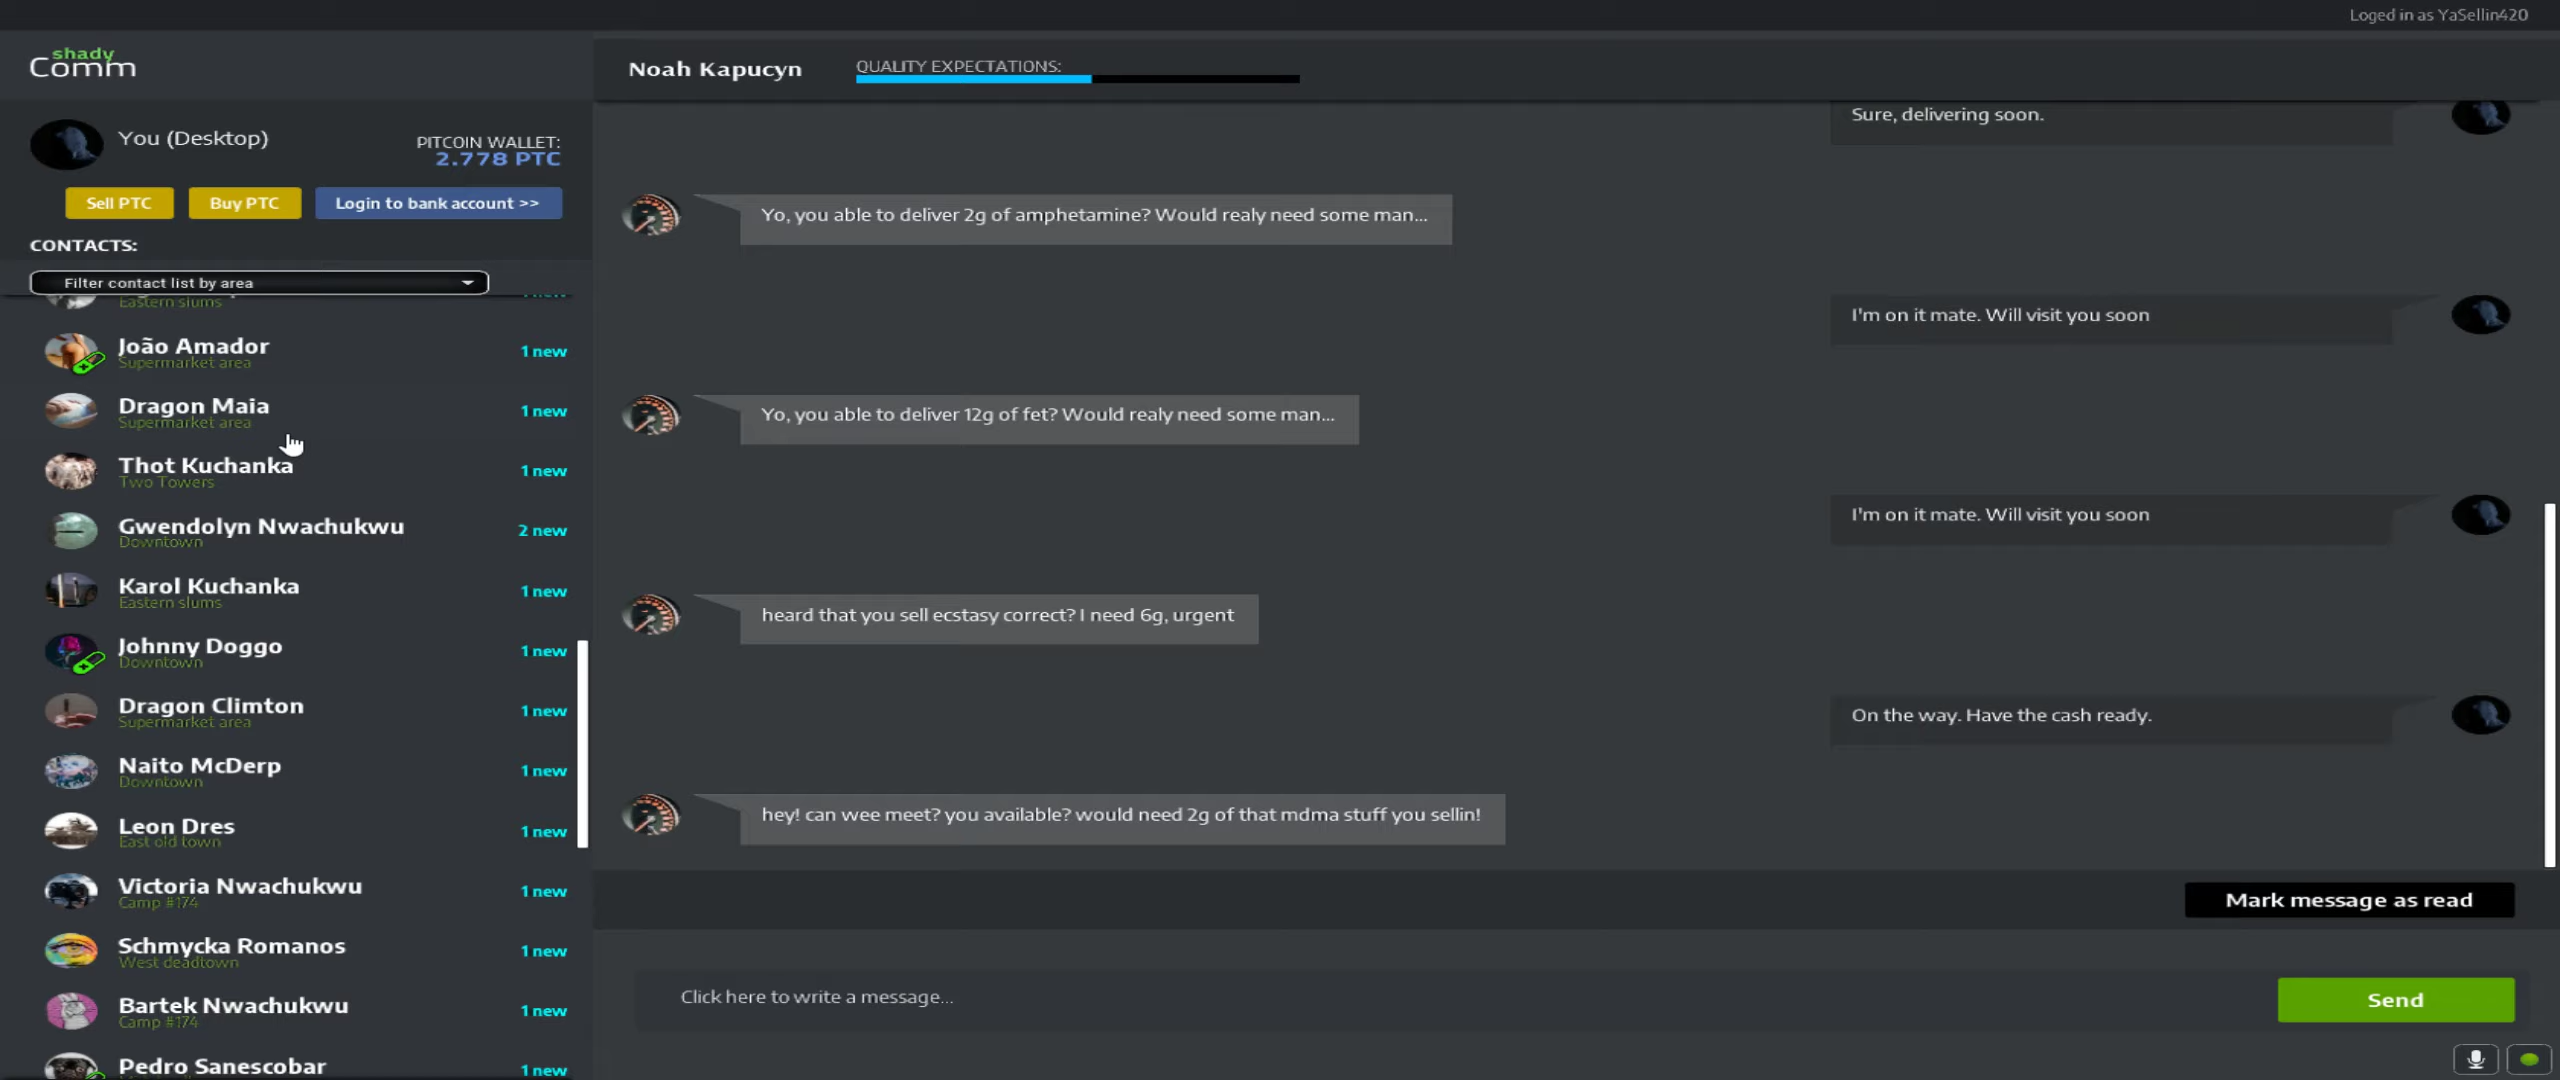 Loged in as YaSellin420
shady
Comm
Noah Kapucyn
QUALITY EXPECTATIONS:
You (Desktop)
PITCOIN WALLET:
2.778 PTC
Sell PTC
Buy PTC
Login to bank account >>
CONTACTS:
Filter contact list by area
Eastern slums
João Amador
1 new
Supermarket area
Dragon Maia
1 new
Supermarket area
Thot Kuchanka
1 new
Two Towers
Gwendolyn Nwachukwu
2 new
Downtown
Karol Kuchanka
1 new
Eastern slums
Johnny Doggo
1 new
Downtown
Dragon Climton
1 new
Supermarket area
Naito McDerp
1 new
Downtown
Leon Dres
1 new
East old town
Victoria Nwachukwu
1 new
Camp #174
Schmycka Romanos
1 new
West deadtown
Bartek Nwachukwu
1 new
Camp #174
Pedro Sanescobar
1 new
Sure, delivering soon.
Yo, you able to deliver 2g of amphetamine? Would realy need some man...
I'm on it mate. Will visit you soon
Yo, you able to deliver 12g of fet? Would realy need some man...
I'm on it mate. Will visit you soon
heard that you sell ecstasy correct? I need 6g, urgent
On the way. Have the cash ready.
hey! can wee meet? you available? would need 2g of that mdma stuff you sellin!
Mark message as read
Click here to write a message...
Send